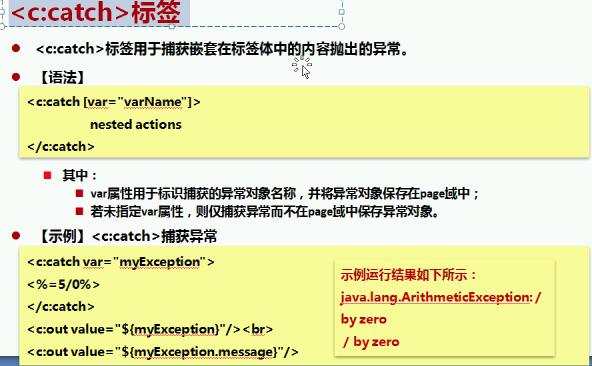 <c:catch>标签
<c:catch>标签用于捕获嵌套在标签体中的内容抛出的异常。
【语法】
<c:catch [var="varName"]>
nested actions
</c:catch>
其中：
var属性用于标识捕获的异常对象名称，并将异常对象保存在page域中；
若未指定var属性，则仅捕获异常而不在page域中保存异常对象。
【示例】<c:catch>捕获异常
<c:catch var="myException">
<%=5/0%>
</c:catch>
<c:out value="${myException}"/><br>
<c:out value="${myException.message}"/>
示例运行结果如下所示：
java.lang.ArithmeticException: /
by zero
/ by zero